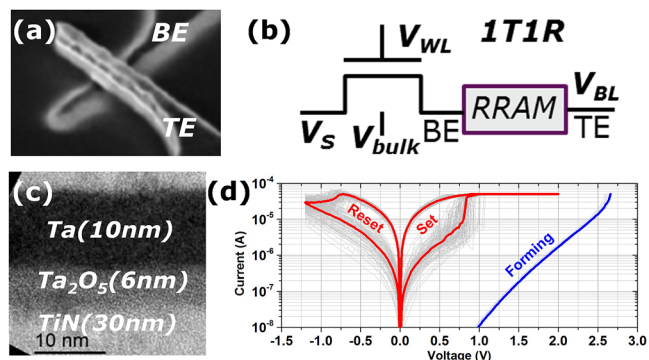 (a)
BE
TE
(b)
1T1R
V_WL
V_S
V_bulk
BE
RRAM
V_BL
TE
(c)
Ta(10nm)
Ta₂O₅(6nm)
TiN(30nm)
10 nm
(d)
Current (A)
10⁻⁴
10⁻⁵
10⁻⁶
10⁻⁷
10⁻⁸
Reset
Set
Forming
-1.5 -1.0 -0.5 0.0 0.5 1.0 1.5 2.0 2.5 3.0
Voltage (V)